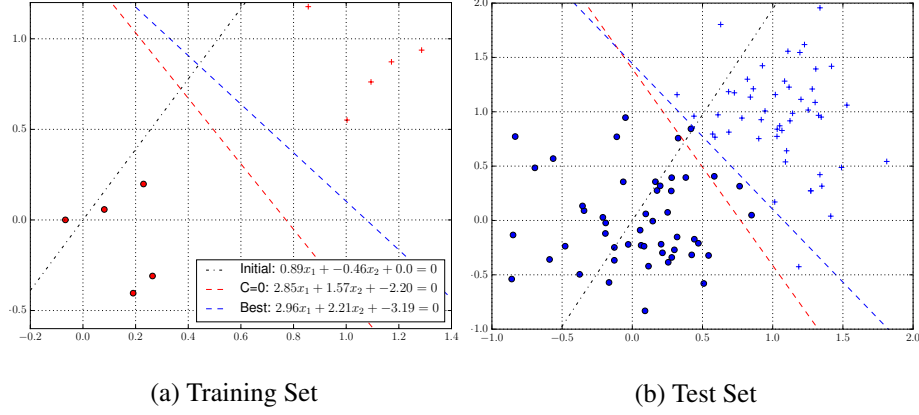 1.0
0.5
0.0
−0.5
−0.2 0.0 0.2 0.4 0.6 0.8 1.0 1.2 1.4
Initial: 0.89x₁ + −0.46x₂ + 0.0 = 0
C=0: 2.85x₁ + 1.57x₂ + −2.20 = 0
Best: 2.96x₁ + 2.21x₂ + −3.19 = 0
(a) Training Set
2.0
1.5
1.0
0.5
0.0
−0.5
−1.0
−1.0 −0.5 0.0 0.5 1.0 1.5 2.0
(b) Test Set